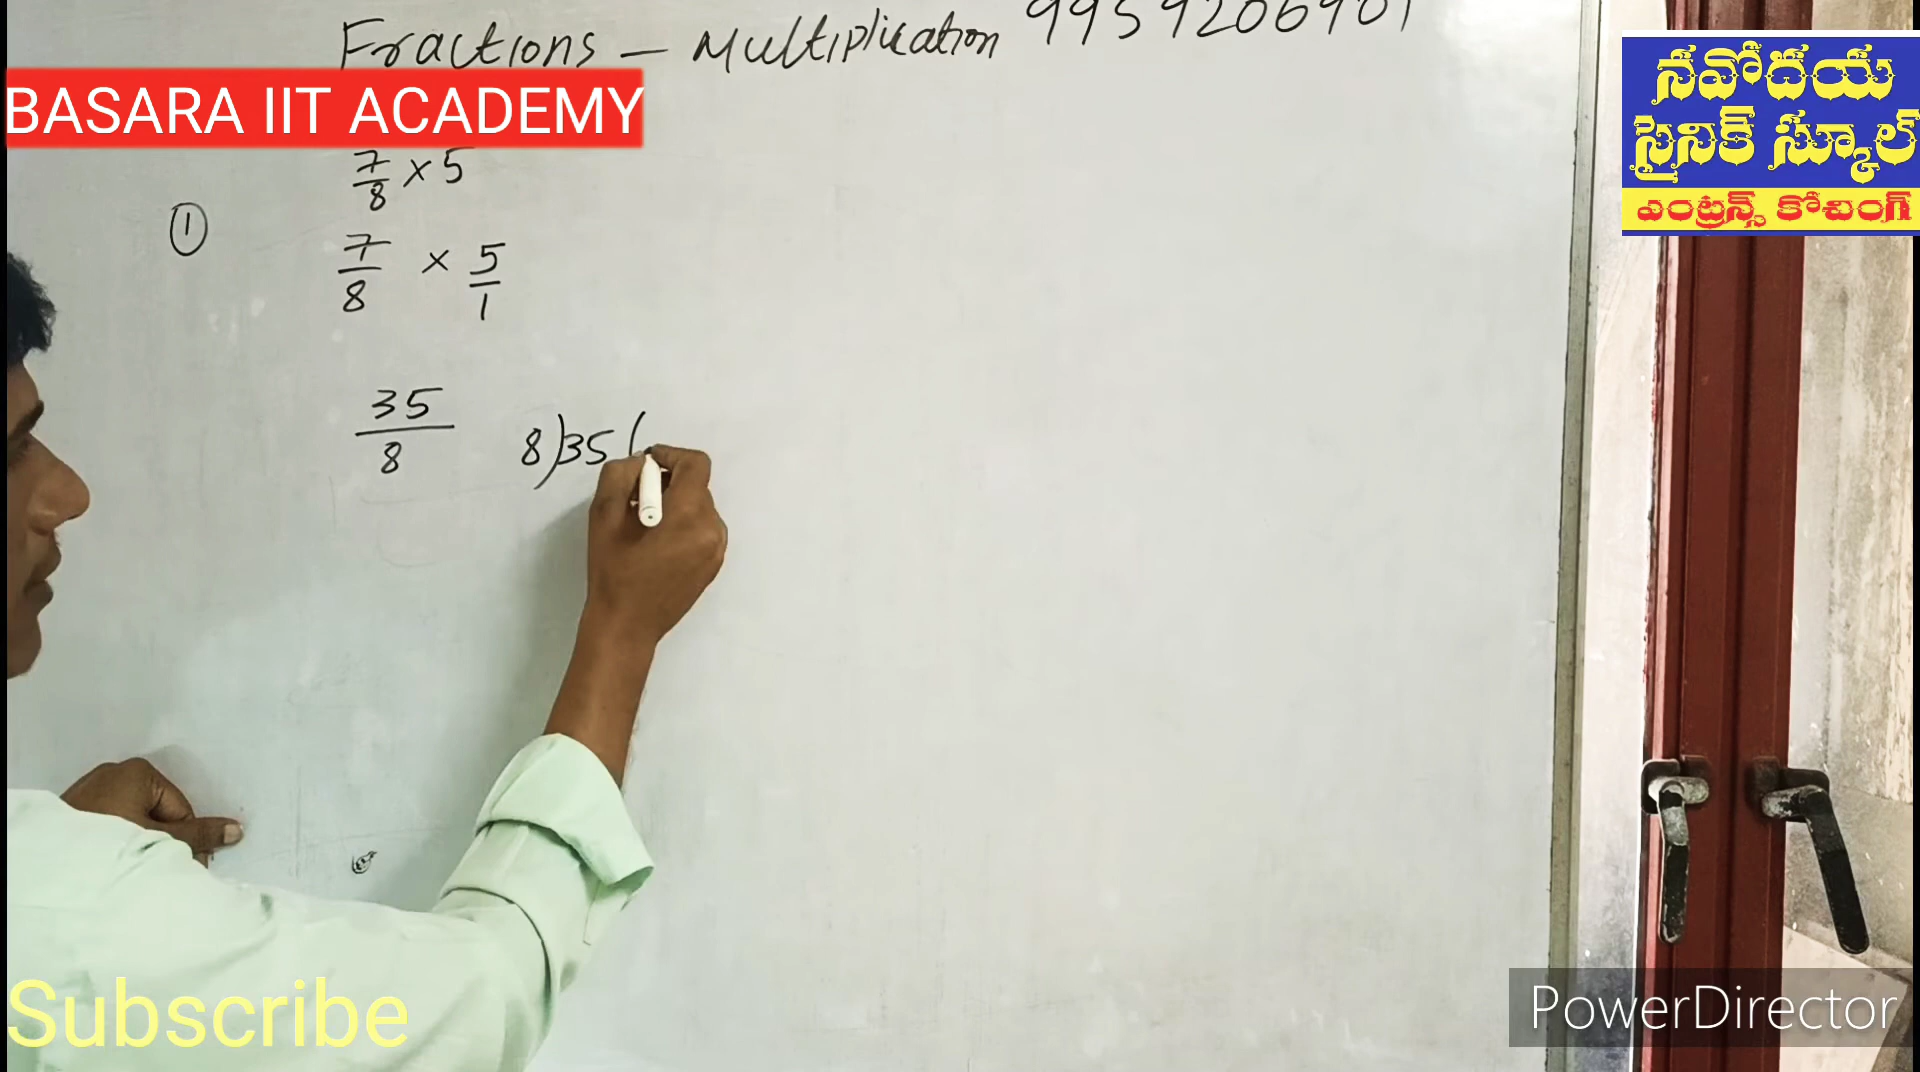 Fractions - Multiplication 9959206901
BASARA IIT ACADEMY
నవోదయ
సైనిక్ స్కూల్
ఎంట్రన్స్ కోచింగ్
7/8 × 5
①
7/8 × 5/1
35/8 8)35(
Subscribe
PowerDirector